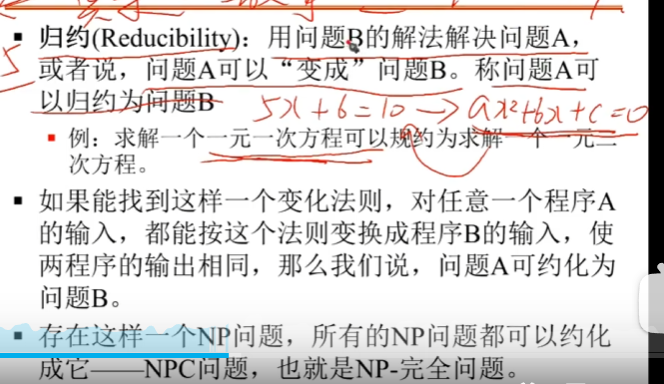 归约(Reducibility)：用问题B的解法解决问题A，
或者说，问题A可以“变成”问题B。称问题A可
以归约为问题B
5x+6=10→ax²+bx+c=0
例：求解一个一元一次方程可以规约为求解一个一元二
次方程。
如果能找到这样一个变化法则，对任意一个程序A
的输入，都能按这个法则变换成程序B的输入，使
两程序的输出相同，那么我们说，问题A可约化为
问题B。
存在这样一个NP问题，所有的NP问题都可以约化
成它——NPC问题，也就是NP-完全问题。